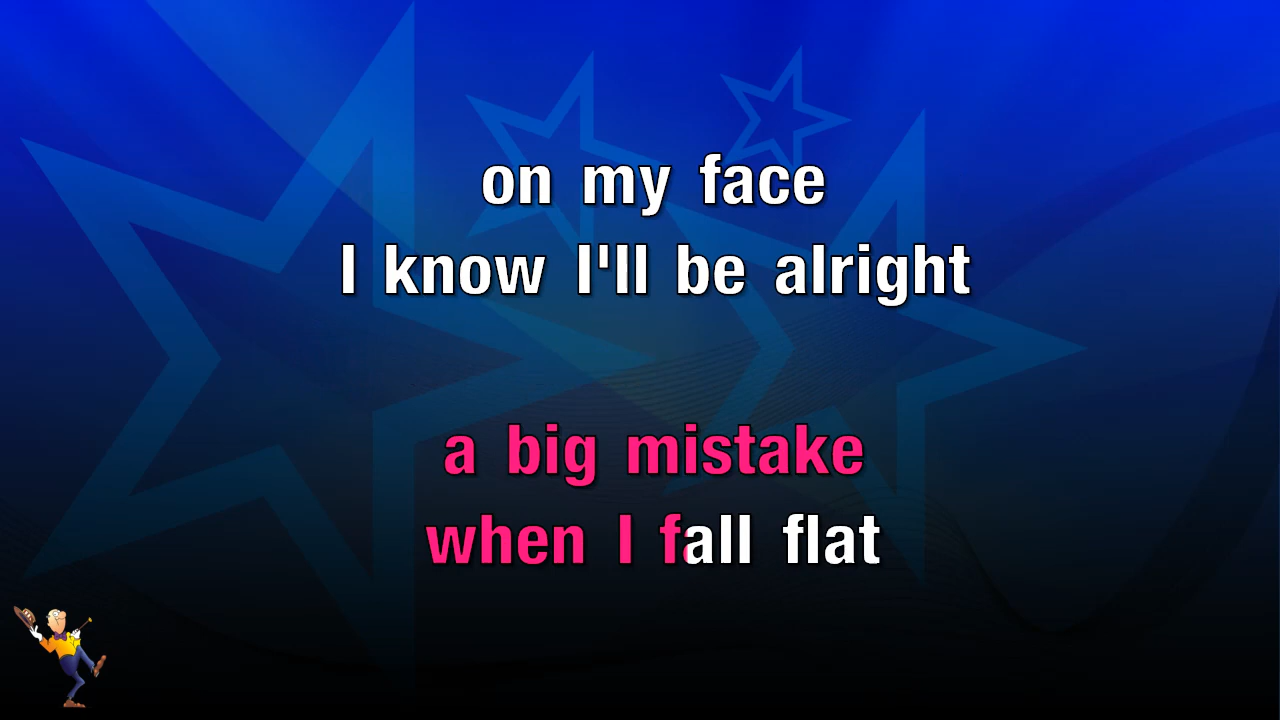 on my face
I know I'll be alright
a big mistake
when I fall flat